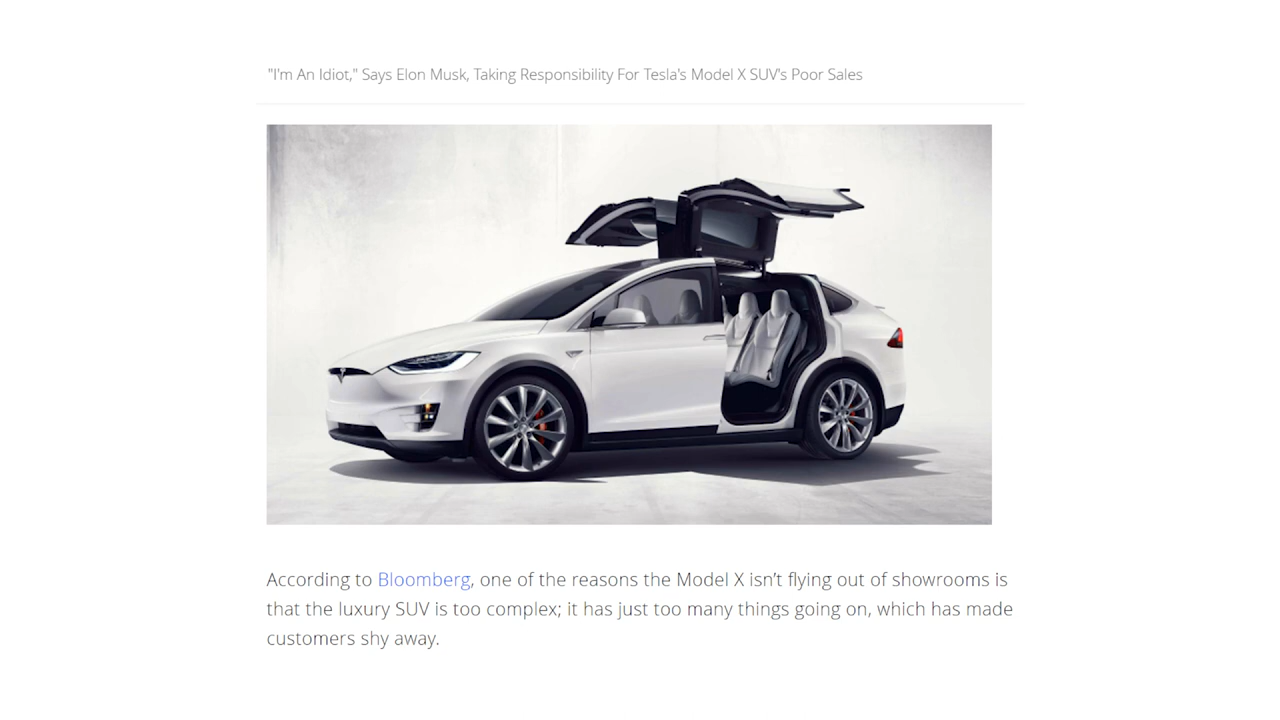 "I'm An Idiot," Says Elon Musk, Taking Responsibility For Tesla's Model X SUV's Poor Sales
According to Bloomberg, one of the reasons the Model X isn’t flying out of showrooms is
that the luxury SUV is too complex; it has just too many things going on, which has made
customers shy away.